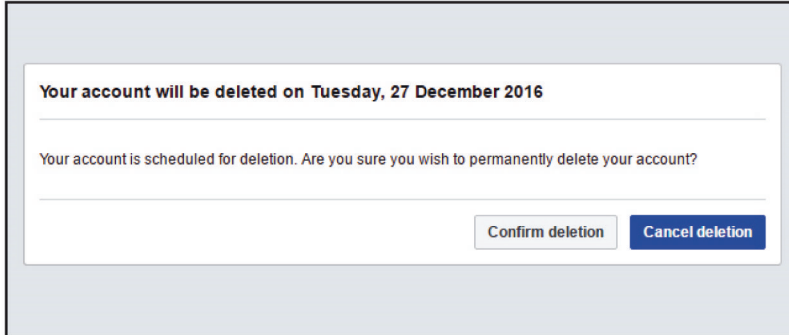 Your account will be deleted on Tuesday, 27 December 2016
Your account is scheduled for deletion. Are you sure you wish to permanently delete your account?
Confirm deletion
Cancel deletion